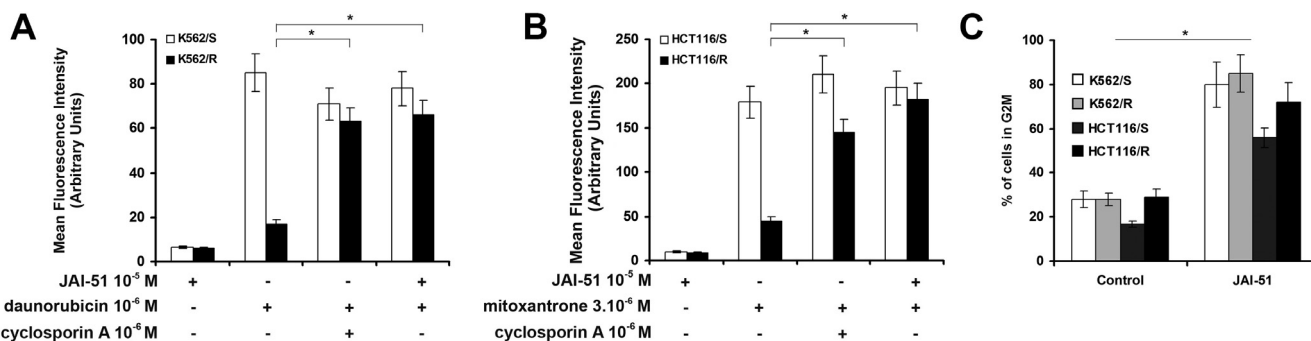 A
Mean Fluorescence Intensity
(Arbitrary Units)
100
80
60
40
20
0
K562/S
K562/R
*
*
JAI-51 10⁻⁵ M + - - +
daunorubicin 10⁻⁶ M - + + +
cyclosporin A 10⁻⁶ M - - + -
B
Mean Fluorescence Intensity
(Arbitrary Units)
250
200
150
100
50
0
HCT116/S
HCT116/R
*
*
JAI-51 10⁻⁵ M + - - +
mitoxantrone 3.10⁻⁶ M - + + +
cyclosporin A 10⁻⁶ M - - + -
C
% of cells in G2M
100
80
60
40
20
0
K562/S
K562/R
HCT116/S
HCT116/R
*
Control JAI-51